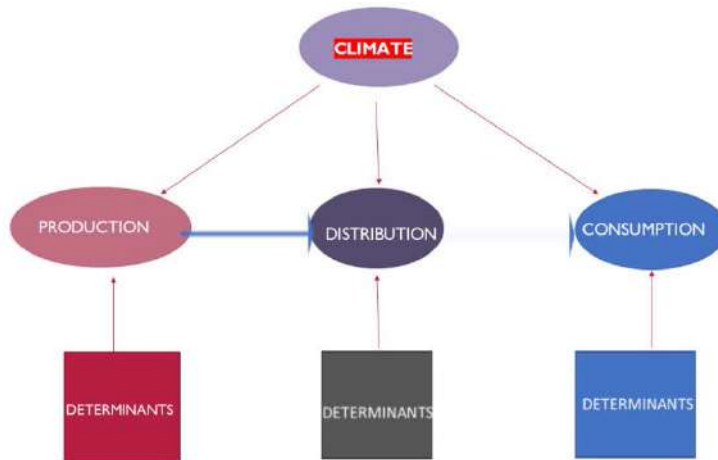 CLIMATE
PRODUCTION
DISTRIBUTION
CONSUMPTION
DETERMINANTS
DETERMINANTS
DETERMINANTS